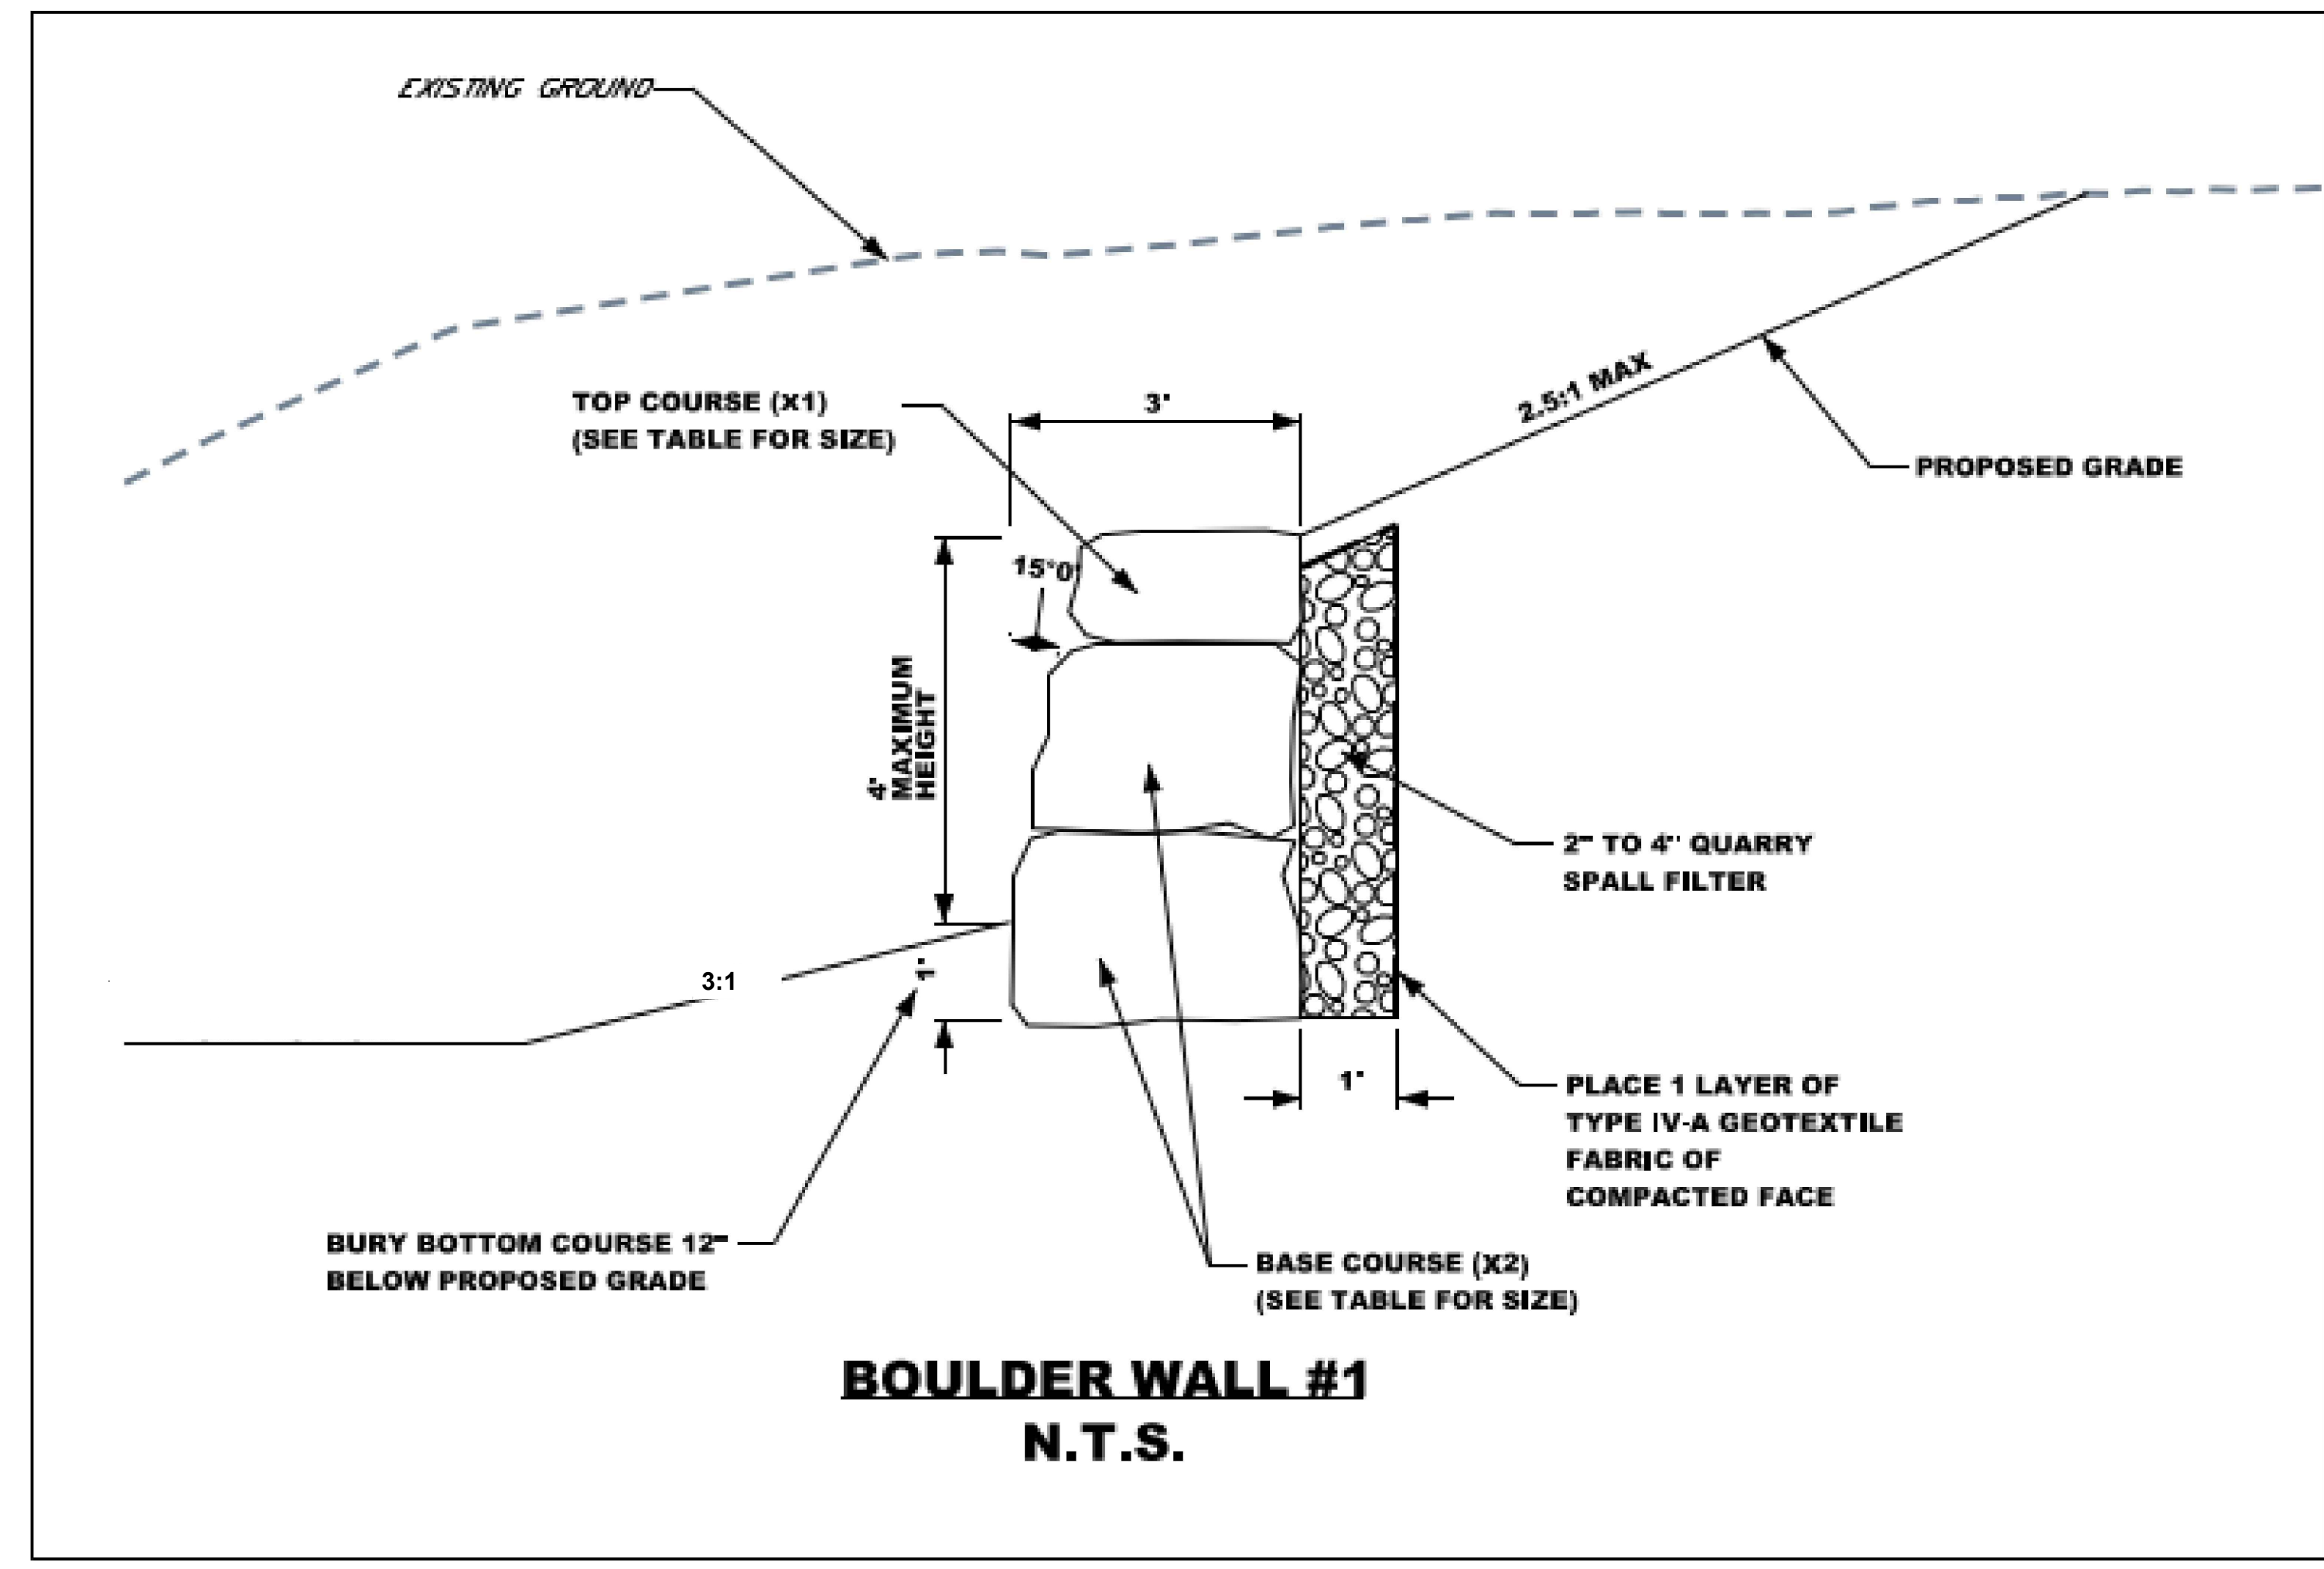 EXISTING GROUND
TOP COURSE (X1)
(SEE TABLE FOR SIZE)
3'
2.5:1 MAX
PROPOSED GRADE
15°0'
4'
MAXIMUM
HEIGHT
2" TO 4" QUARRY
SPALL FILTER
3:1
1'
1'
PLACE 1 LAYER OF
TYPE IV-A GEOTEXTILE
FABRIC OF
COMPACTED FACE
BURY BOTTOM COURSE 12"
BELOW PROPOSED GRADE
BASE COURSE (X2)
(SEE TABLE FOR SIZE)
BOULDER WALL #1
N.T.S.